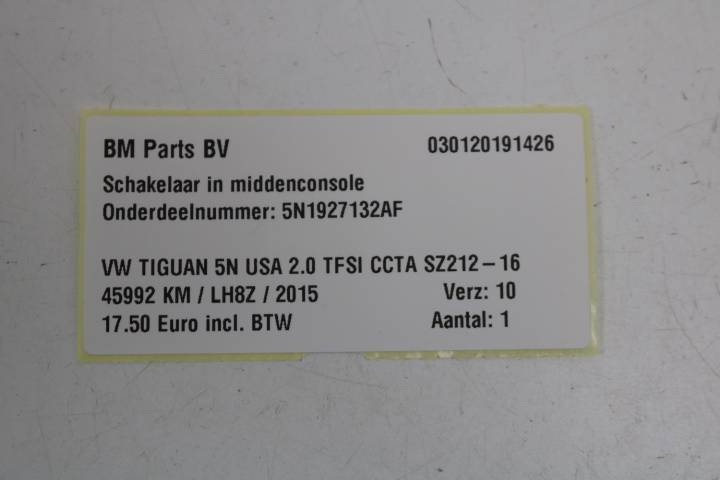 BM Parts BV 030120191426
Schakelaar in middenconsole
Onderdeelnummer: 5N1927132AF
VW TIGUAN 5N USA 2.0 TFSI CCTA SZ212-16
45992 KM / LH8Z / 2015 Verz: 10
17.50 Euro incl. BTW Aantal: 1